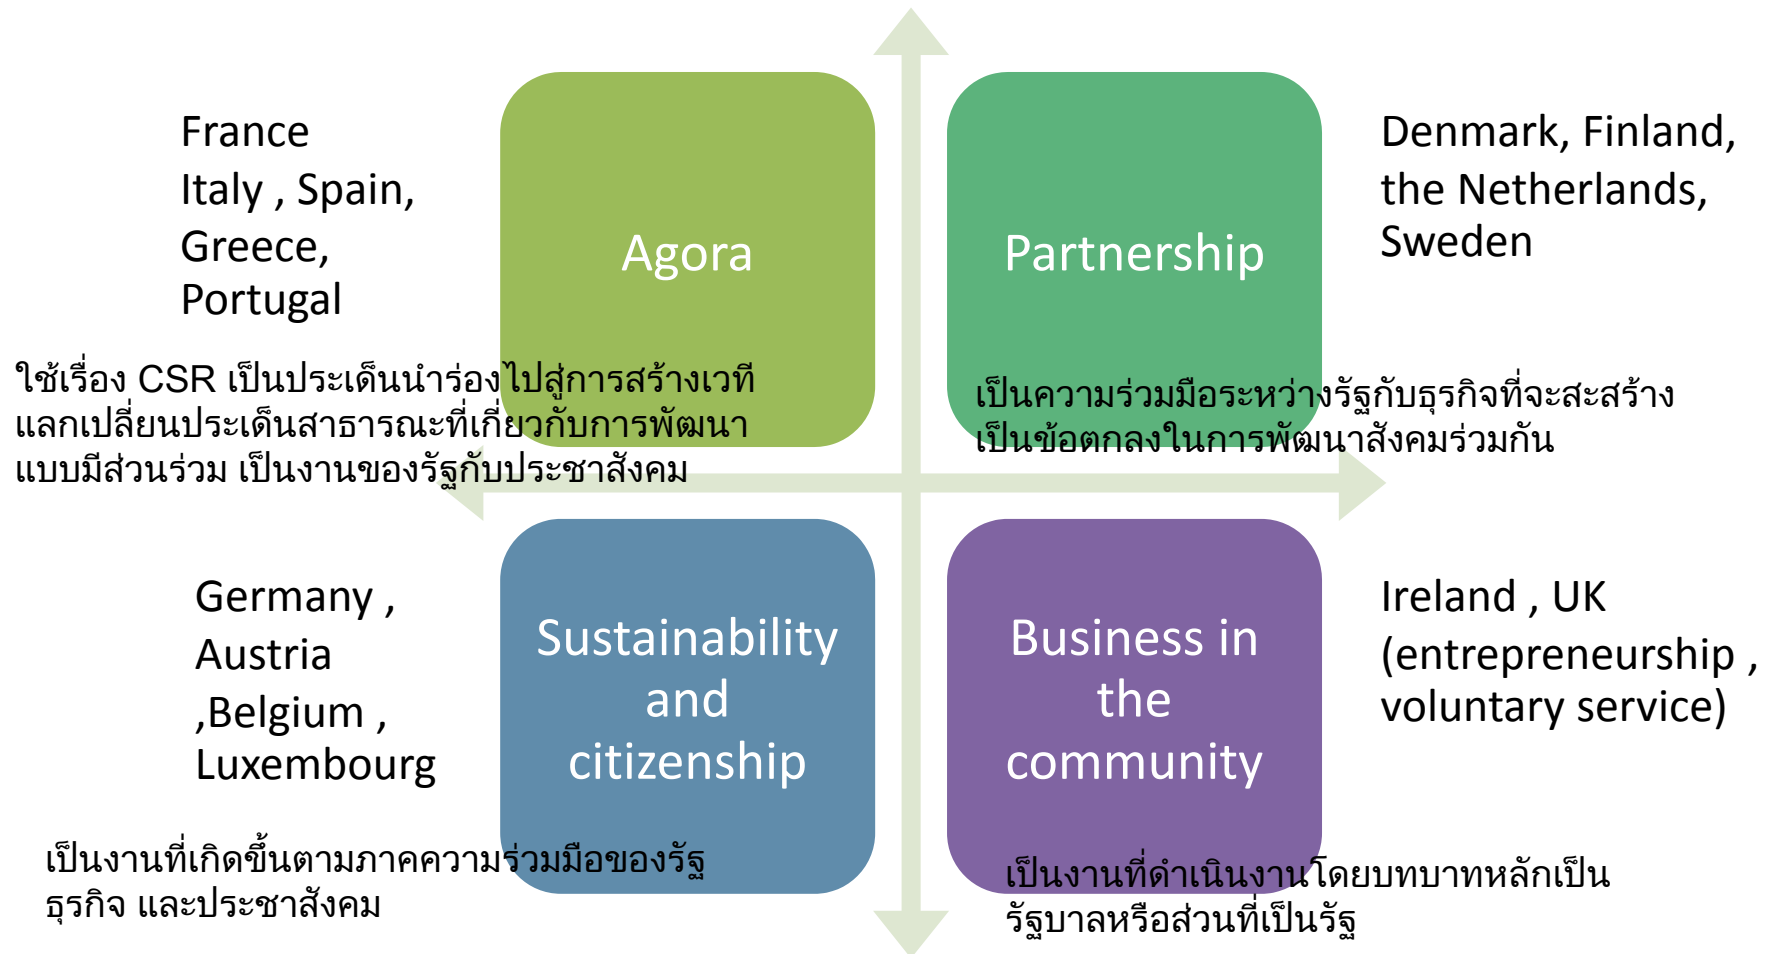 France
Italy , Spain,
Greece,
Portugal
Agora
ใช้เรื่อง CSR เป็นประเด็นนำร่องไปสู่การสร้างเวที
แลกเปลี่ยนประเด็นสาธารณะที่เกี่ยวกับการพัฒนา
แบบมีส่วนร่วม เป็นงานของรัฐกับประชาสังคม
Partnership
Denmark, Finland,
the Netherlands,
Sweden
เป็นความร่วมมือระหว่างรัฐกับธุรกิจที่จะสะสร้าง
เป็นข้อตกลงในการพัฒนาสังคมร่วมกัน
Germany ,
Austria
,Belgium ,
Luxembourg
Sustainability
and
citizenship
เป็นงานที่เกิดขึ้นตามภาคความร่วมมือของรัฐ
ธุรกิจ และประชาสังคม
Business in
the
community
Ireland , UK
(entrepreneurship ,
voluntary service)
เป็นงานที่ดำเนินงานโดยบทบาทหลักเป็น
รัฐบาลหรือส่วนที่เป็นรัฐ